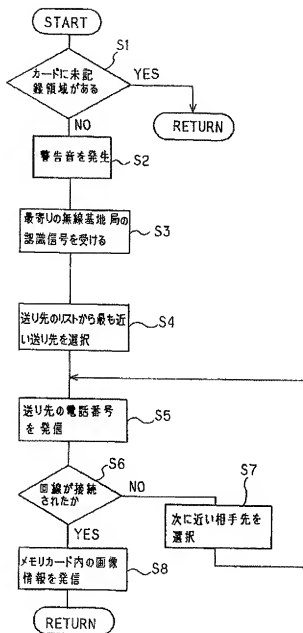 START
S1
カードに未記
録領域がある
YES
RETURN
NO
警告音を発生
S2
最寄りの無線基地局の
認識信号を受ける
S3
送り先のリストから最も近
い送り先を選択
S4
送り先の電話番号
を発信
S5
S6
回線が接続
されたか
NO
S7
次に近い相手先を
選択
YES
メモリカード内の画像
情報を発信
S8
RETURN